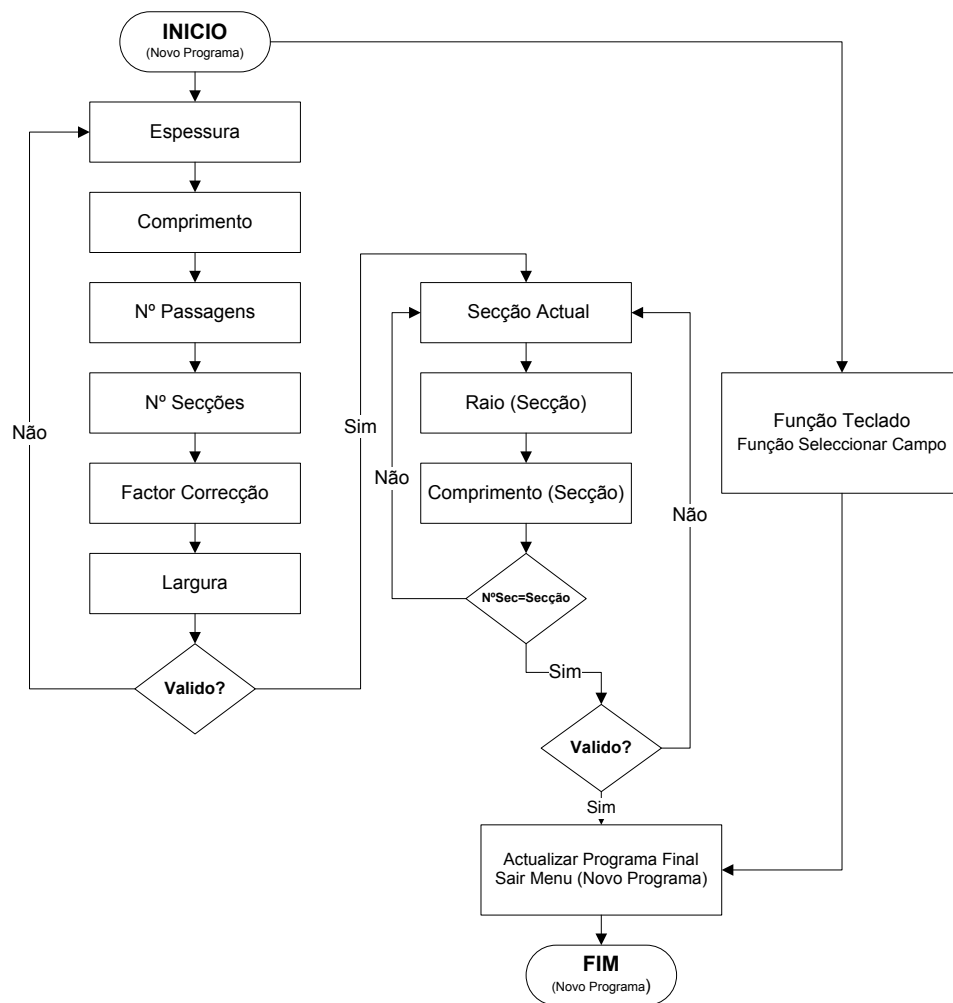 INICIO
(Novo Programa)
Espessura
Comprimento
Nº Passagens
Nº Secções
Factor Correcção
Largura
Valido?
Não
Sim
Secção Actual
Raio (Secção)
Comprimento (Secção)
NºSec=Secção
Não
Sim
Valido?
Não
Sim
Função Teclado
Função Seleccionar Campo
Actualizar Programa Final
Sair Menu (Novo Programa)
FIM
(Novo Programa)